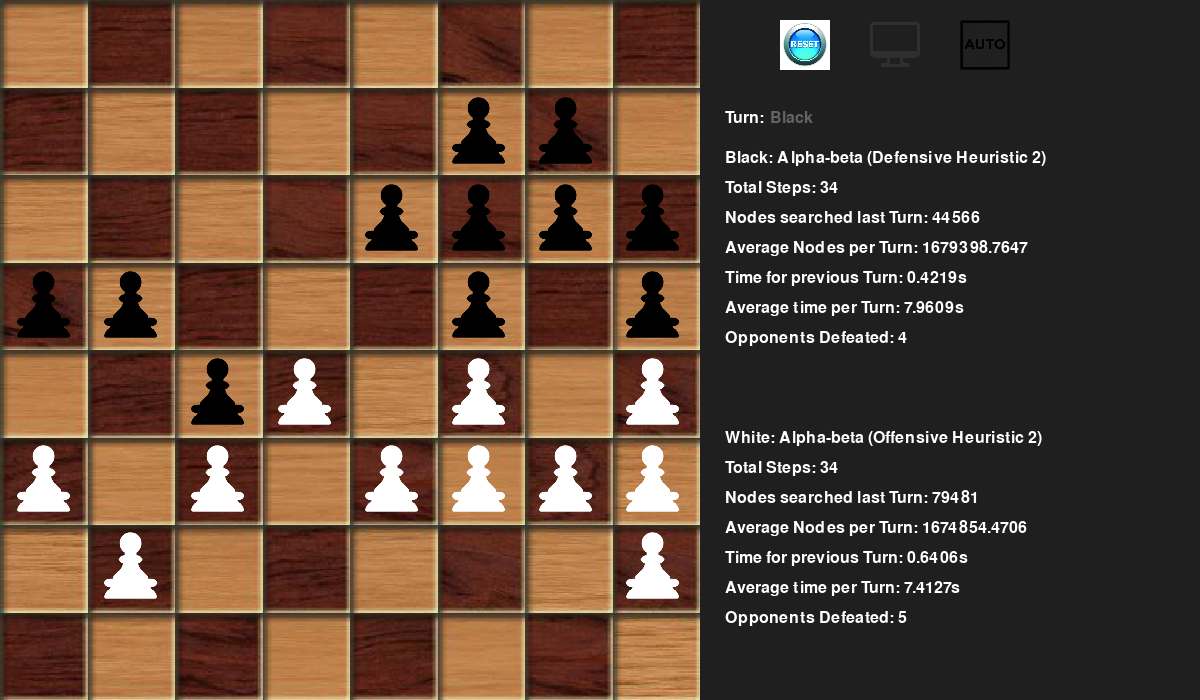 RESET
AUTO
Turn: Black
Black: Alpha-beta (Defensive Heuristic 2)
Total Steps: 34
Nodes searched last Turn: 44566
Average Nodes per Turn: 1679398.7647
Time for previous Turn: 0.4219s
Average time per Turn: 7.9609s
Opponents Defeated: 4
White: Alpha-beta (Offensive Heuristic 2)
Total Steps: 34
Nodes searched last Turn: 79481
Average Nodes per Turn: 1674854.4706
Time for previous Turn: 0.6406s
Average time per Turn: 7.4127s
Opponents Defeated: 5